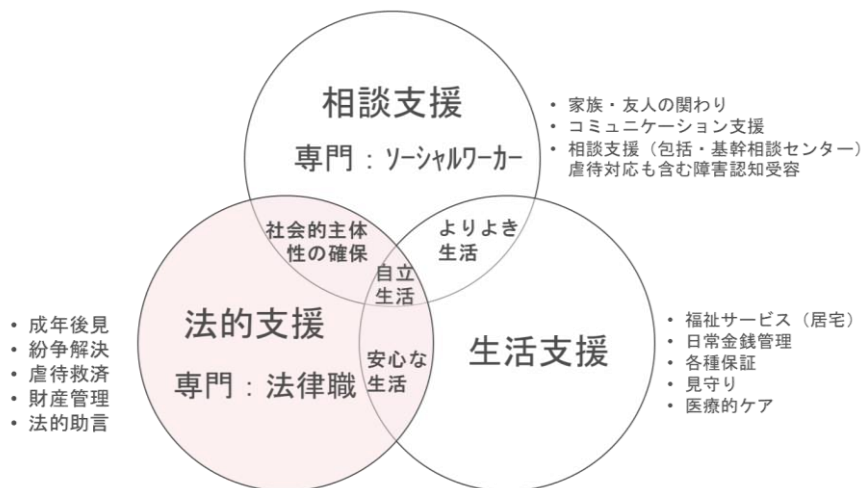 相談支援
専門：ソーシャルワーカー
• 家族・友人の関わり
• コミュニケーション支援
• 相談支援（包括・基幹相談センター）
虐待対応も含む障害認知受容
社会的主体
性の確保
よりよき
生活
自立
生活
法的支援
専門：法律職
安心な
生活
生活支援
• 成年後見
• 紛争解決
• 虐待救済
• 財産管理
• 法的助言
• 福祉サービス（居宅）
• 日常金銭管理
• 各種保証
• 見守り
• 医療的ケア